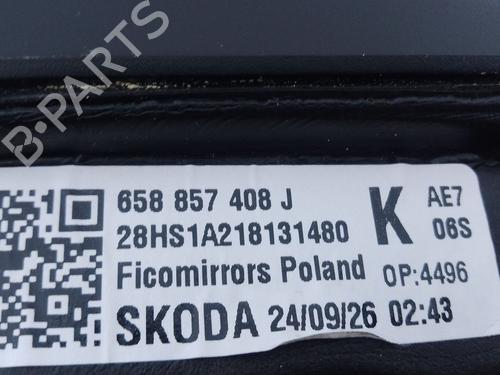 B-PARTS
658 857 408 J
K
AE7
28HS1A218131480
06S
Ficomirrors Poland
OP:4496
SKODA 24/09/26 02:43